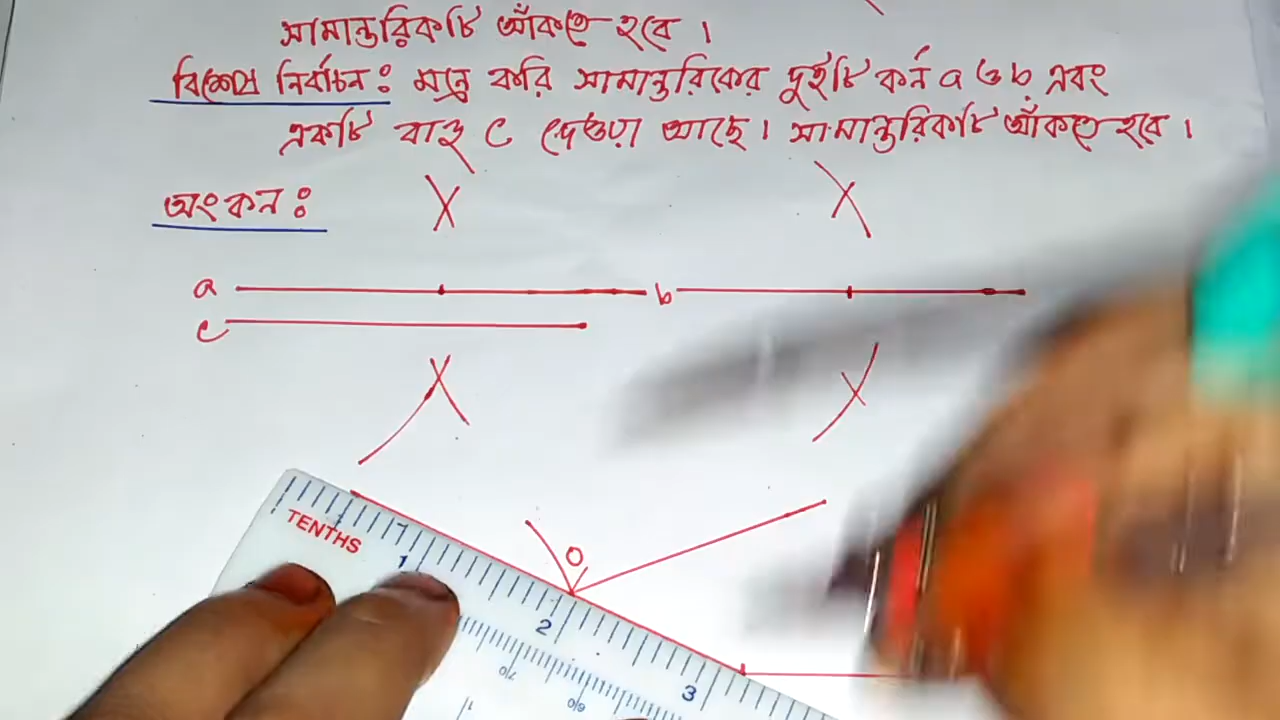 সামান্তরিকটি আঁকতে হবে।
বিশেষ নির্বাচন: মনে করি সামান্তরিকের দুইটি কর্ন a ও b এবং
একটি বাহু c দেওয়া আছে। সামান্তরিকটি আঁকতে হবে।
অংকন:
a b
c
O
TENTHS
1 2 3